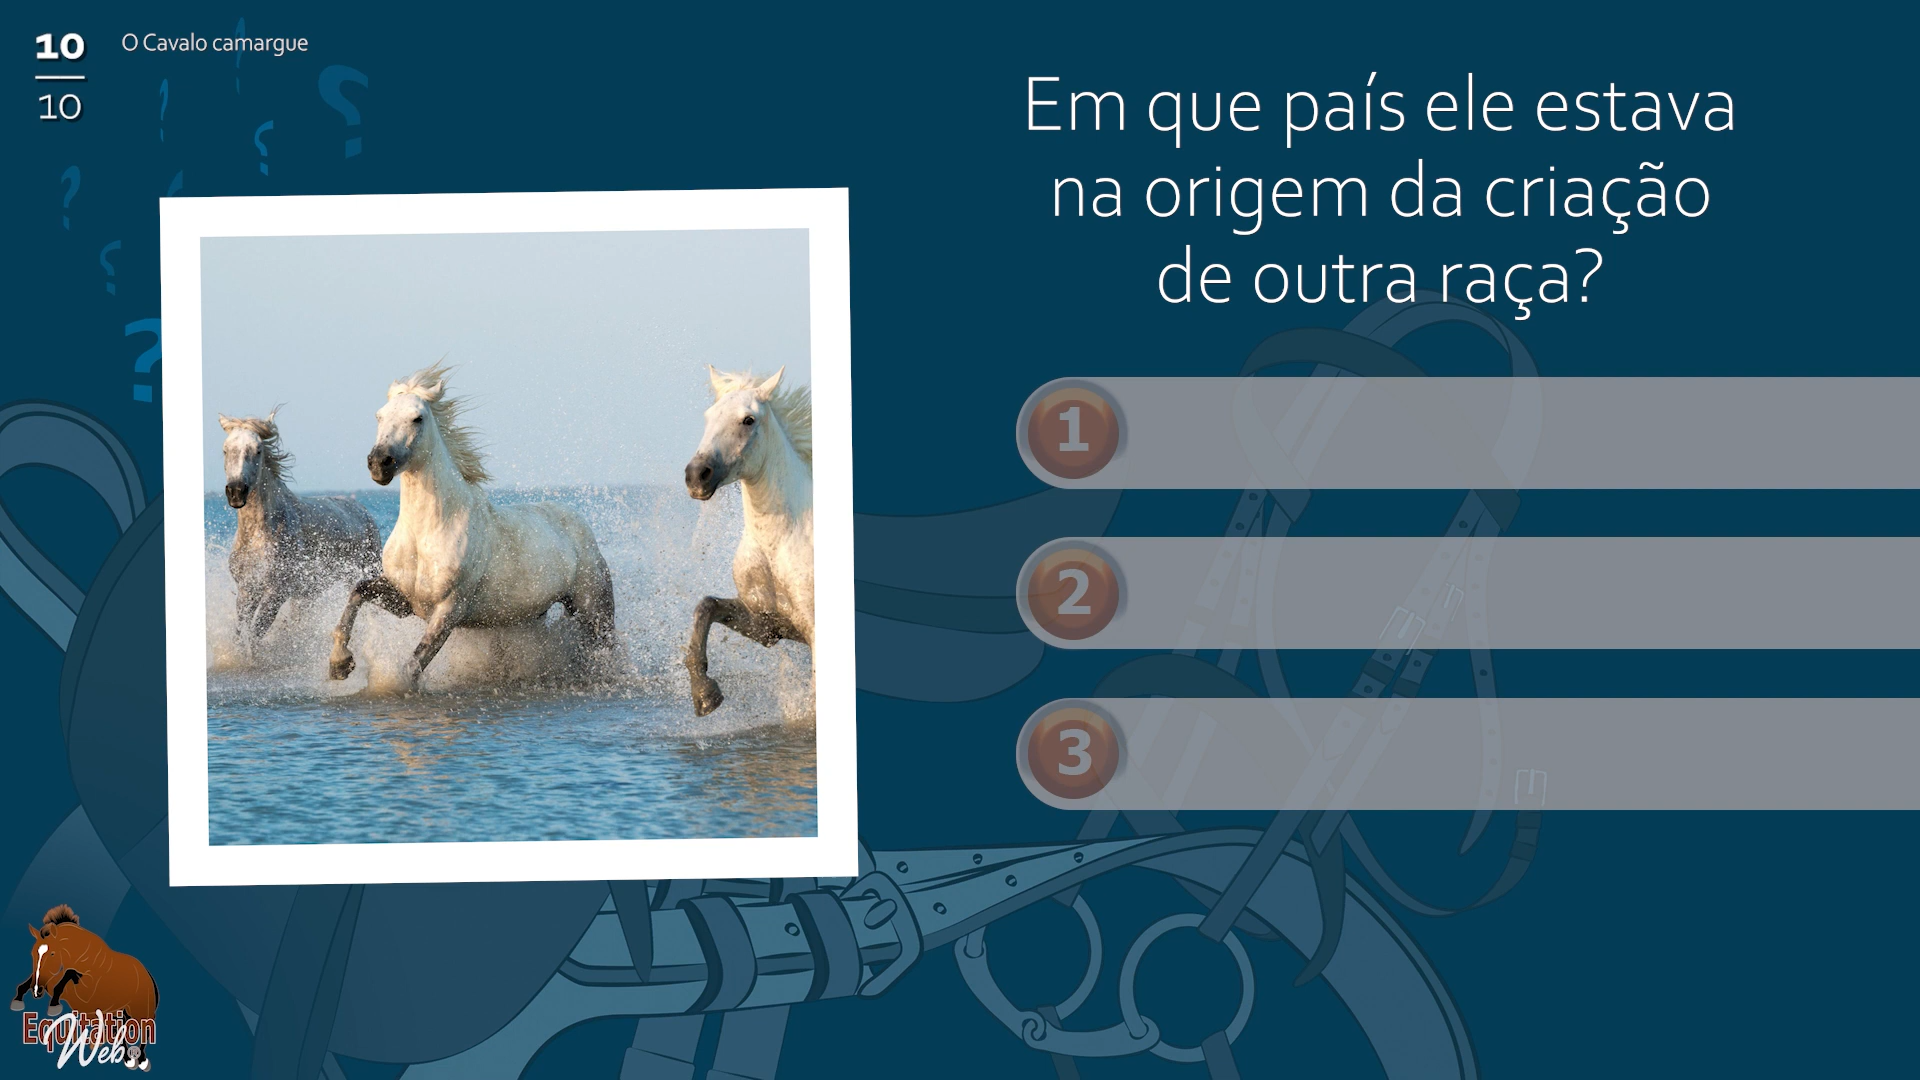 10
10
O Cavalo camargue
Em que país ele estava
na origem da criação
de outra raça?
1
2
3
Equitation
Web